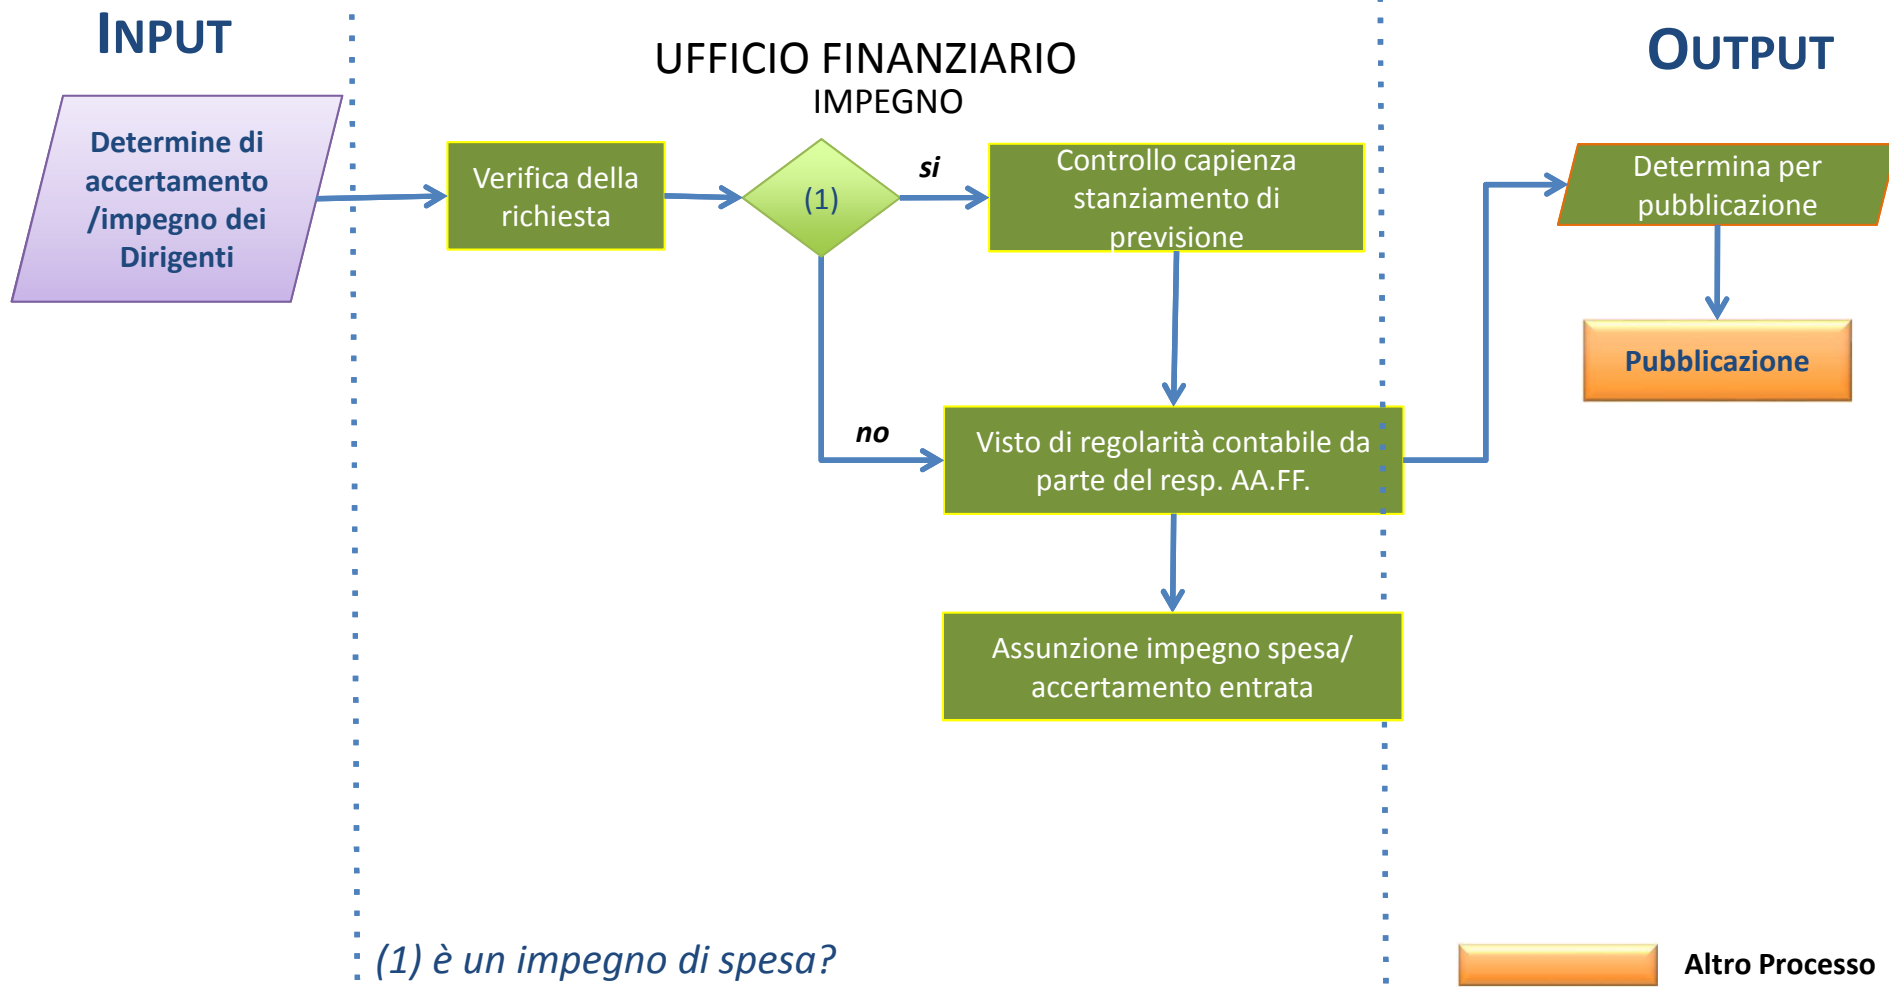 INPUT
UFFICIO FINANZIARIO
IMPEGNO
OUTPUT
Determine di
accertamento
/impegno dei
Dirigenti
Verifica della
richiesta
(1)
si
Controllo capienza
stanziamento di
previsione
Determina per
pubblicazione
Pubblicazione
no
Visto di regolarità contabile da
parte del resp. AA.FF.
Assunzione impegno spesa/
accertamento entrata
(1) è un impegno di spesa?
Altro Processo